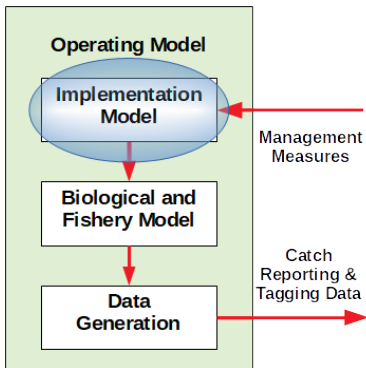 Operating Model
Implementation
Model
Management
Measures
Biological and
Fishery Model
Catch
Reporting &
Tagging Data
Data
Generation